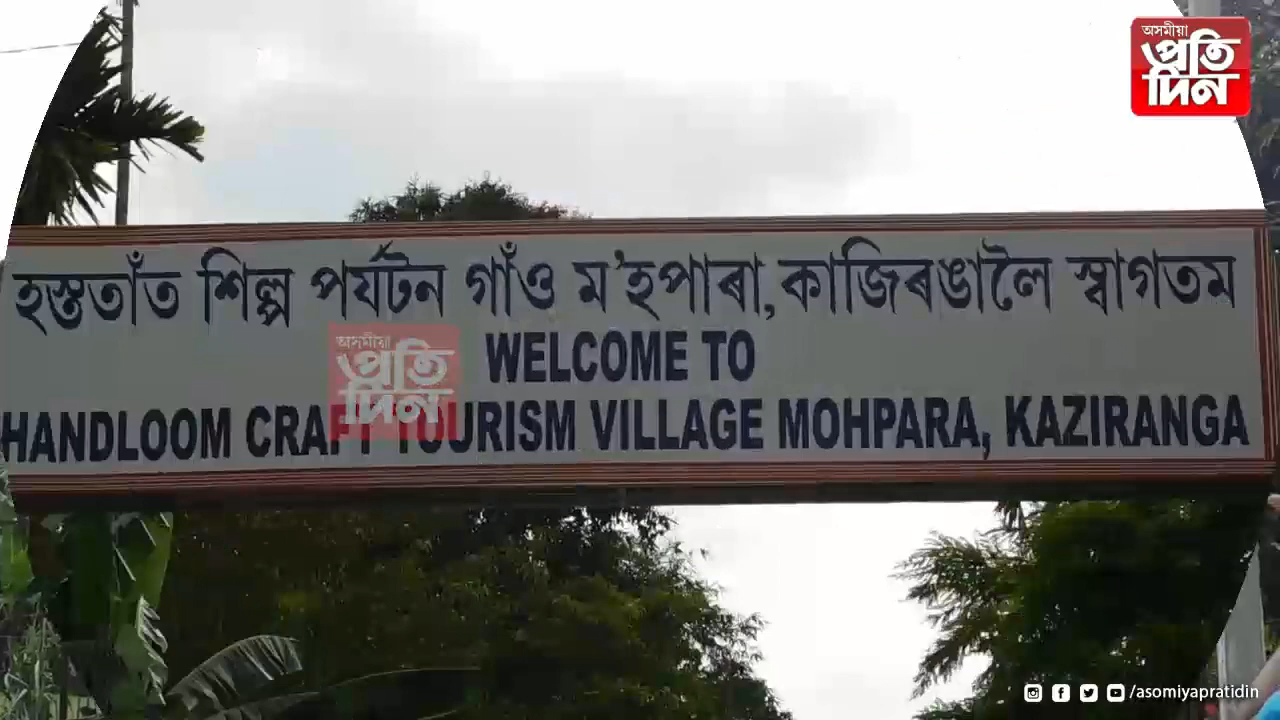 অসমীয়া
প্ৰতি
দিন
হস্ততাঁত শিল্প পৰ্যটন গাঁও ম'হপাৰা, কাজিৰঙালৈ স্বাগতম
অসমীয়া
প্ৰতি
দিন
WELCOME TO
HANDLOOM CRAFT TOURISM VILLAGE MOHPARA, KAZIRANGA
/asomiyapratidin